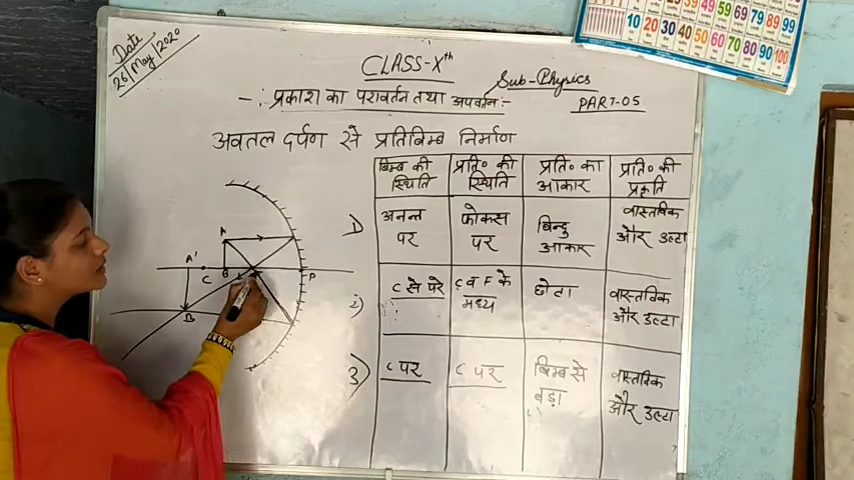 Date
26/May/2020
CLASS-Xth
Sub-Physics
-: प्रकाश का परावर्तन तथा अपवर्तन:-
PART-05
अवतल दर्पण से प्रतिबिम्ब निर्माण
बिम्ब की स्थिति
प्रति० की स्थिति
प्रति० का आकार
प्रति० की प्रकृति
1)
अनन्त पर
फोकस पर
बिन्दु आकार
वास्तविक और उल्टा
2)
C से परे
C व F के मध्य
छोटा
वास्तविक और उल्टा
3)
C पर
C पर
बिम्ब से बड़ा
वास्तविक और उल्टा
A
A'
C
B
P
B
10 20 30 40 50 60 70 80 90 100